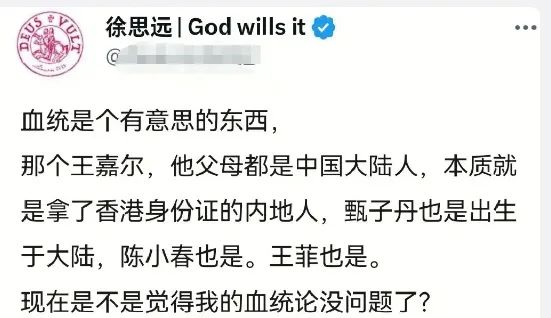 DEUS VULT
徐思远 | God wills it
@
血统是个有意思的东西，
那个王嘉尔，他父母都是中国大陆人，本质就
是拿了香港身份证的内地人，甄子丹也是出生
于大陆，陈小春也是。王菲也是。
现在是不是觉得我的血统论没问题了？